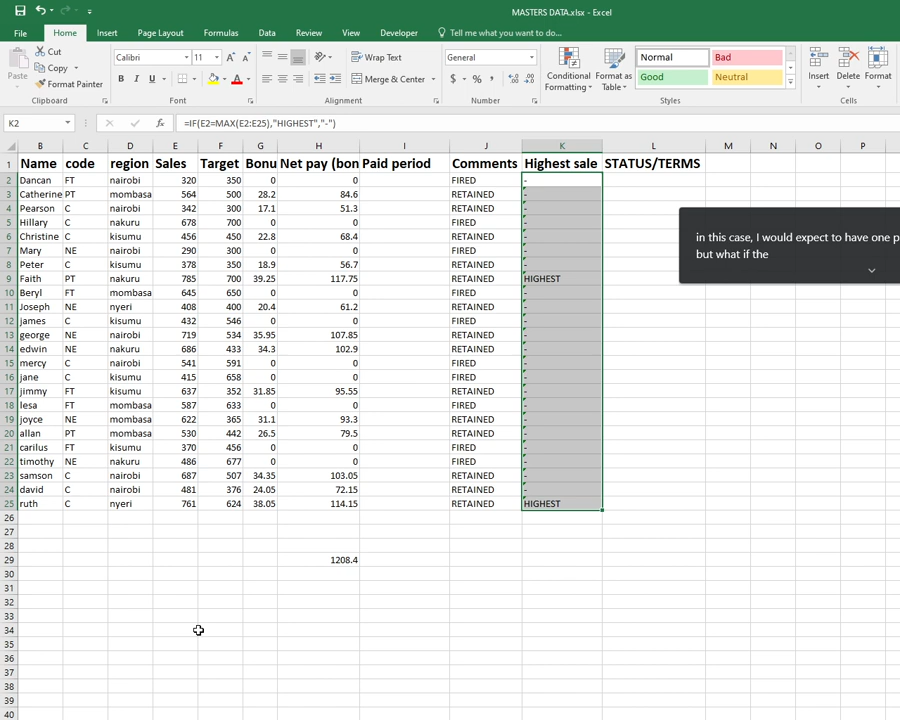 MASTERS DATA.xlsx - Excel
File Home Insert Page Layout Formulas Data Review View Developer Tell me what you want to do...
Cut
Copy
Format Painter
Paste
Clipboard
Calibri 11 A A
B I U A
Font
Wrap Text
Merge & Center
Alignment
General
$ % ,
Number
Conditional Formatting
Format as Table
Normal Bad
Good Neutral
Styles
Insert Delete Format
Cells
K2 fx =IF(E2=MAX(E2:E25),"HIGHEST","-")
B C D E F G H I J K L M N O P
1 Name code region Sales Target Bonu Net pay (bon Paid period Comments Highest sale STATUS/TERMS
2 Dancan FT nairobi 320 350 0 0 FIRED -
3 Catherine PT mombasa 564 500 28.2 84.6 RETAINED -
4 Pearson C nairobi 342 300 17.1 51.3 RETAINED -
5 Hillary C nakuru 678 700 0 0 FIRED -
6 Christine C kisumu 456 450 22.8 68.4 RETAINED -
7 Mary NE nairobi 290 300 0 0 FIRED -
8 Peter C kisumu 378 350 18.9 56.7 RETAINED -
9 Faith PT nakuru 785 700 39.25 117.75 RETAINED HIGHEST
10 Beryl FT mombasa 645 650 0 0 FIRED -
11 Joseph NE nyeri 408 400 20.4 61.2 RETAINED -
12 james C kisumu 432 546 0 0 FIRED -
13 george NE nairobi 719 534 35.95 107.85 RETAINED -
14 edwin NE nakuru 686 433 34.3 102.9 RETAINED -
15 mercy C nairobi 541 591 0 0 FIRED -
16 jane C kisumu 415 658 0 0 FIRED -
17 jimmy FT kisumu 637 352 31.85 95.55 RETAINED -
18 lesa FT mombasa 587 633 0 0 FIRED -
19 joyce NE mombasa 622 365 31.1 93.3 RETAINED -
20 allan PT mombasa 530 442 26.5 79.5 RETAINED -
21 carilus FT kisumu 370 456 0 0 FIRED -
22 timothy NE nakuru 486 677 0 0 FIRED -
23 samson C nairobi 687 507 34.35 103.05 RETAINED -
24 david C nairobi 481 376 24.05 72.15 RETAINED -
25 ruth C nyeri 761 624 38.05 114.15 RETAINED HIGHEST
26
27
28
29 1208.4
30
31
32
33
34
35
36
37
38
39
40
in this case, I would expect to have one p
but what if the